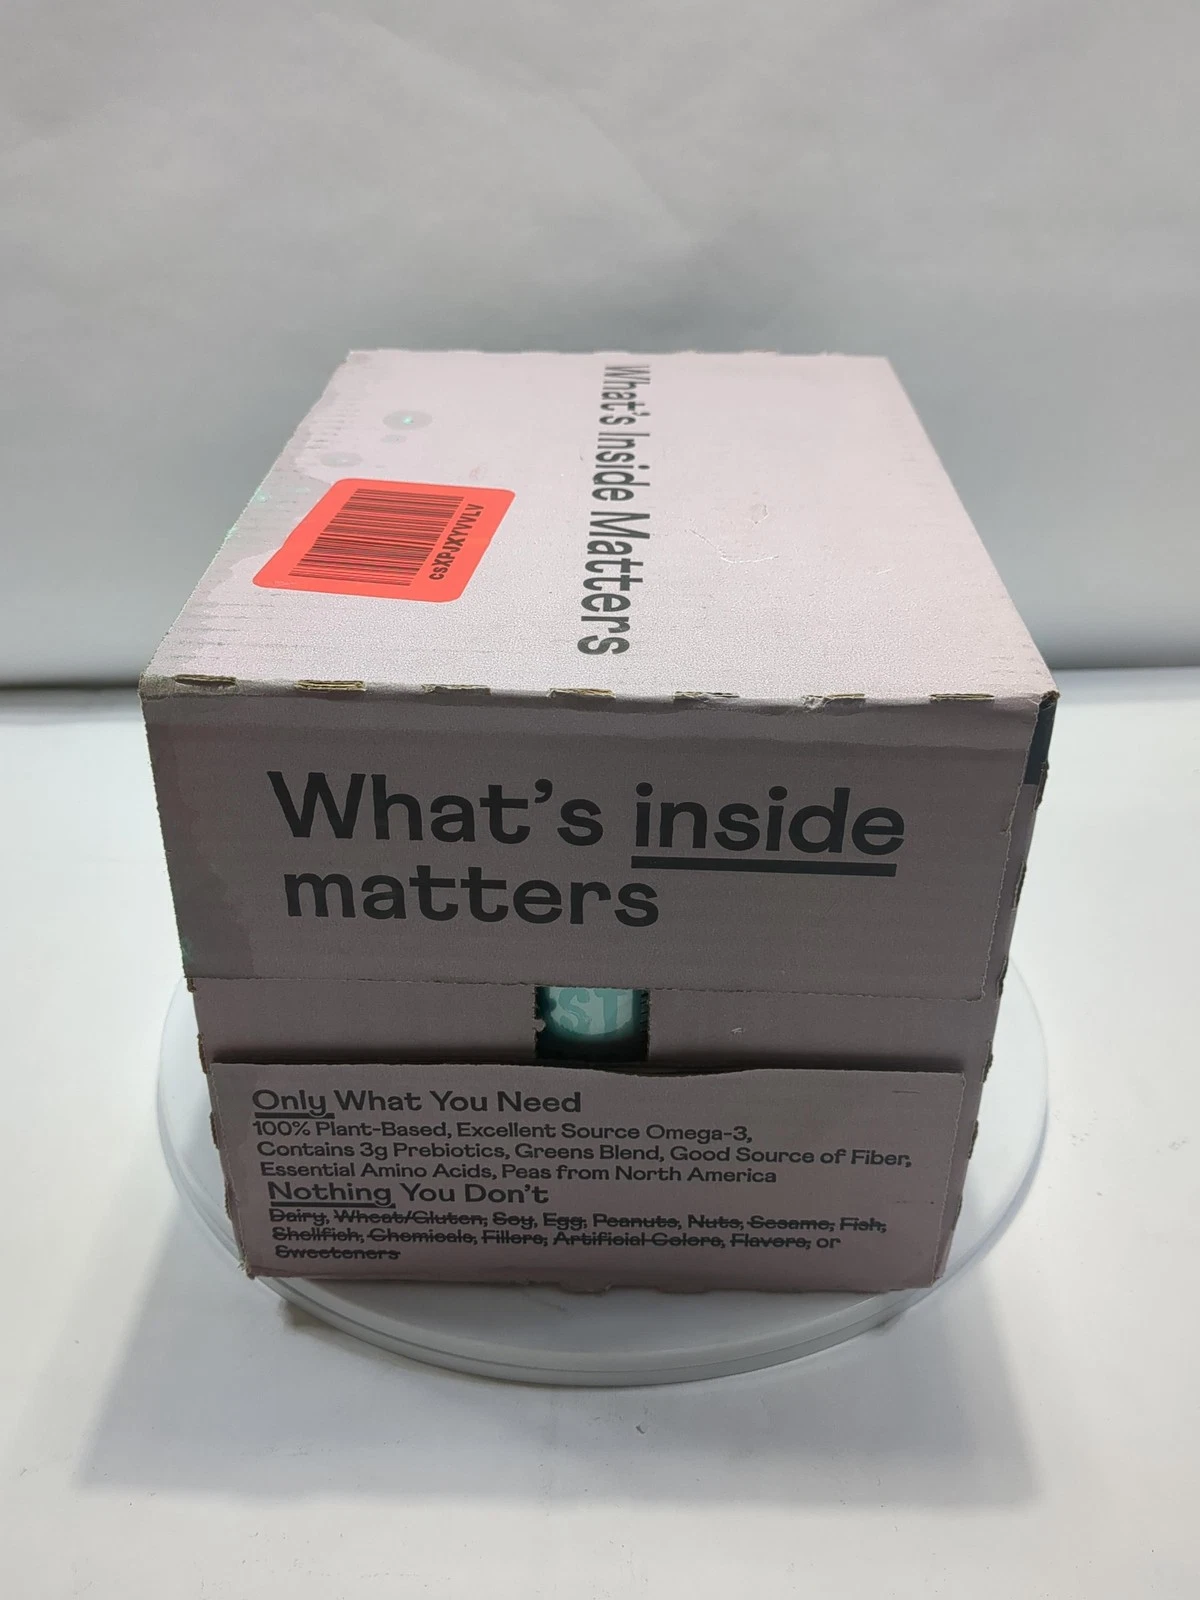 What's Inside Matters
csXPJXYVVLV
What's inside
matters
ST
Only What You Need
100% Plant-Based, Excellent Source Omega-3,
Contains 3g Prebiotics, Greens Blend, Good Source of Fiber,
Essential Amino Acids, Peas from North America
Nothing You Don't
Dairy, Wheat/Gluten, Soy, Egg, Peanuts, Nuts, Sesame, Fish,
Shellfish, Chemicals, Fillers, Artificial Colors, Flavors, or
Sweeteners